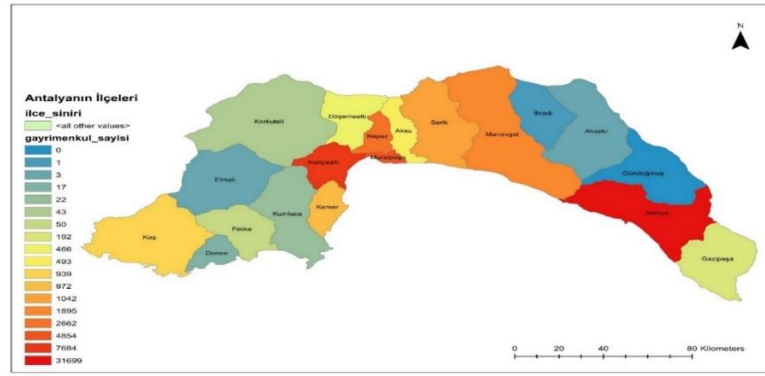 N
Antalyanın İlçeleri
ilce_siniri
<all other values>
gayrimenkul_sayisi
0
1
3
17
22
43
50
192
466
493
939
972
1042
1895
2662
4854
7684
31699
Korkuteli
Döşemealtı
Kepez
Aksu
Serik
Manavgat
İbradı
Akseki
Gündoğmuş
Konyaaltı
Muratpaşa
Elmalı
Alanya
Kemer
Kumluca
Kaş
Finike
Demre
Gazipaşa
0 20 40 80 Kilometers